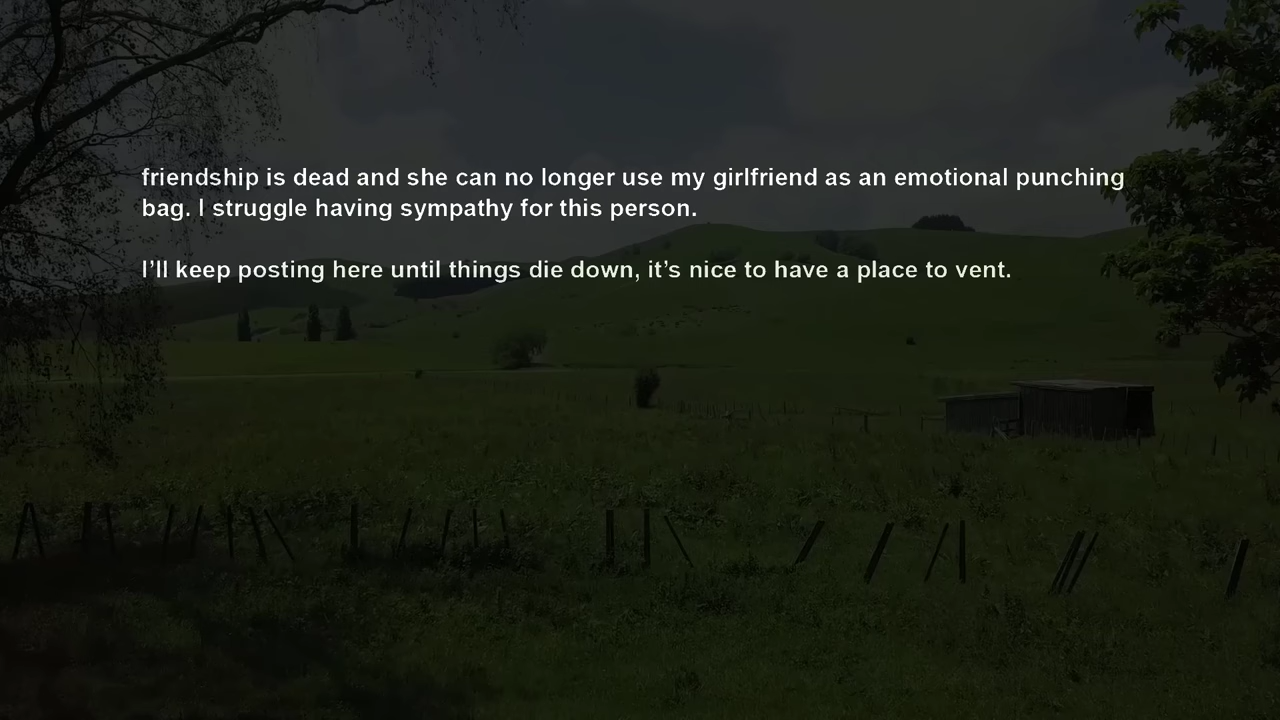 friendship is dead and she can no longer use my girlfriend as an emotional punching
bag. I struggle having sympathy for this person.
I’ll keep posting here until things die down, it’s nice to have a place to vent.